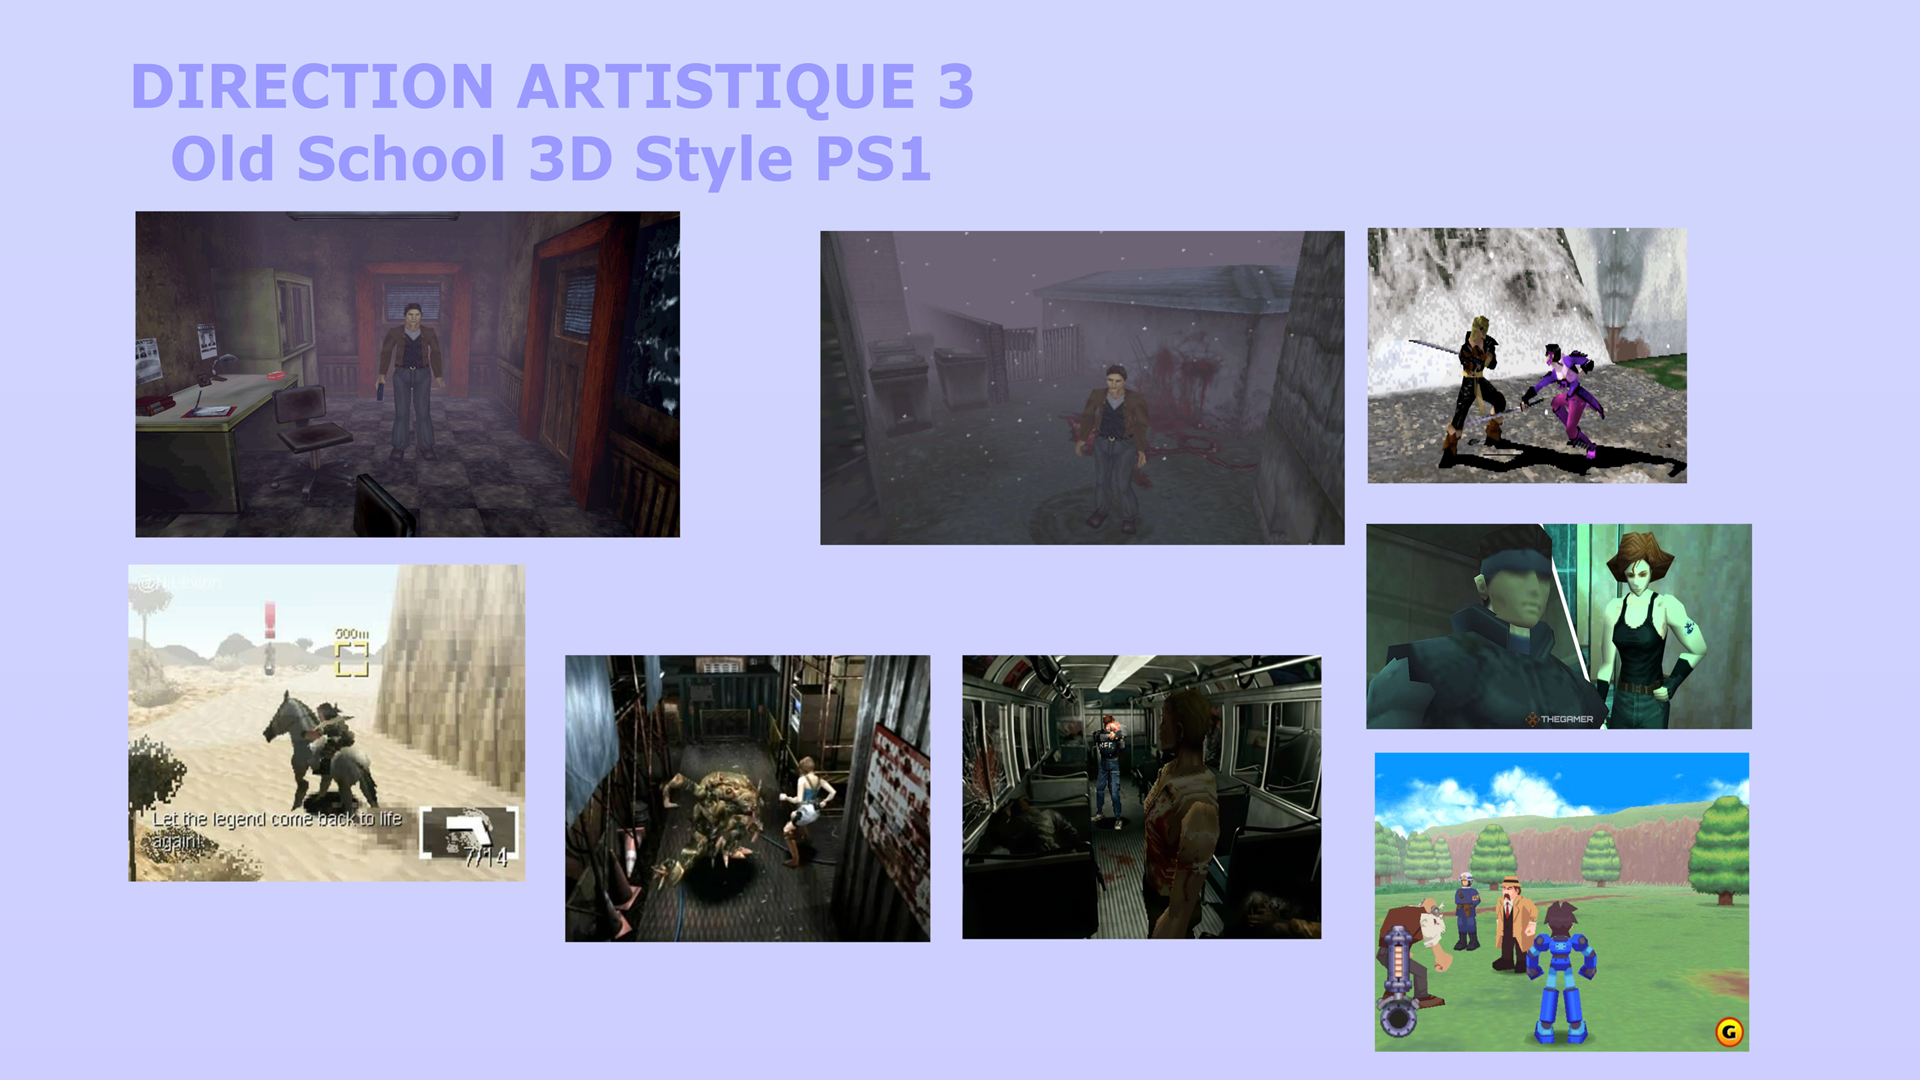 DIRECTION ARTISTIQUE 3
Old School 3D Style PS1
500m
Let the legend come back to life
again!
7/14
THEGAMER
G